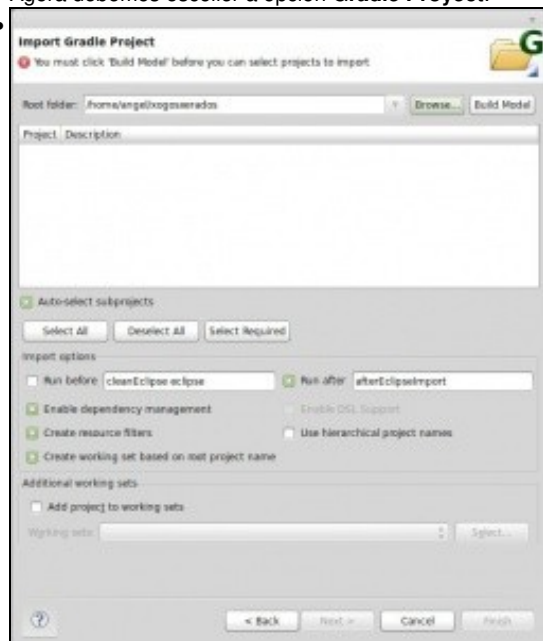 Agora debemos escoller a opción Gradle Proyect.
Import Gradle Project
You must click 'Build Model' before you can select projects to import
Root folder: /home/angel/xogosxerados Browse... Build Model
Project Description
Auto-select subprojects
Select All Deselect All Select Required
Import options
Run before cleanEclipse eclipse Run after afterEclipseImport
Enable dependency management Enable DSL Support
Create resource filters Use hierarchical project names
Create working set based on root project name
Additional working sets
Add project to working sets
Working sets: Select...
? < Back Next > Cancel Finish